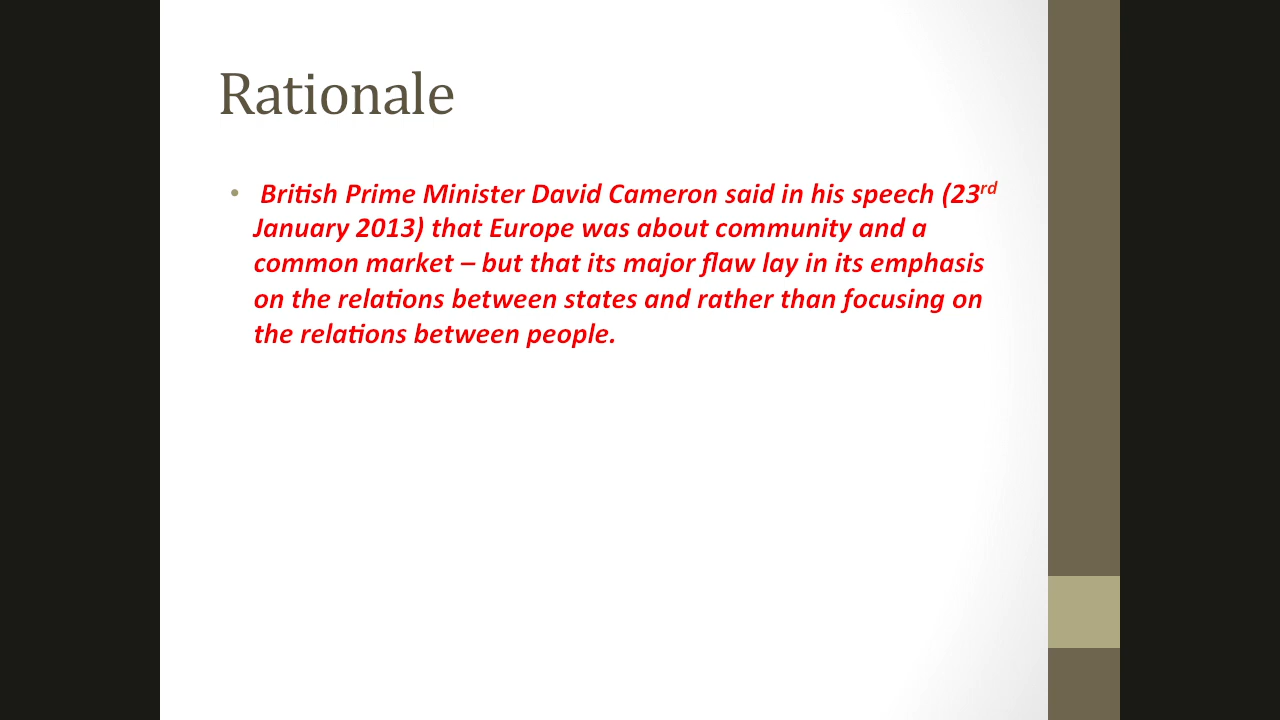 Rationale
• British Prime Minister David Cameron said in his speech (23rd
January 2013) that Europe was about community and a
common market – but that its major flaw lay in its emphasis
on the relations between states and rather than focusing on
the relations between people.